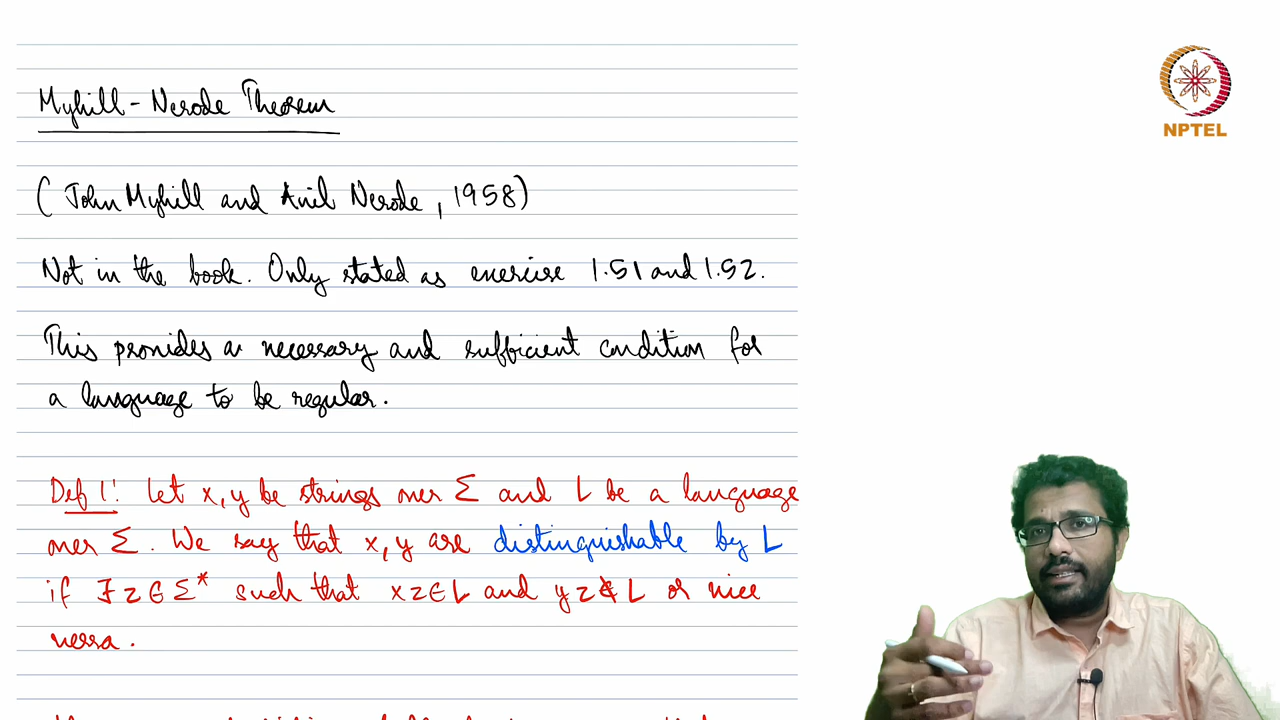 Myhill-Nerode Theorem
NPTEL
(John Myhill and Anil Nerode, 1958)
Not in the book. Only stated as exercise 1.51 and 1.52.
This provides a necessary and sufficient condition for
a language to be regular.
Def 1: Let x, y be strings over Σ and L be a language
over Σ. We say that x, y are distinguishable by L
if ∃ z ∈ Σ* such that xz ∈ L and yz ∉ L or vice
versa.